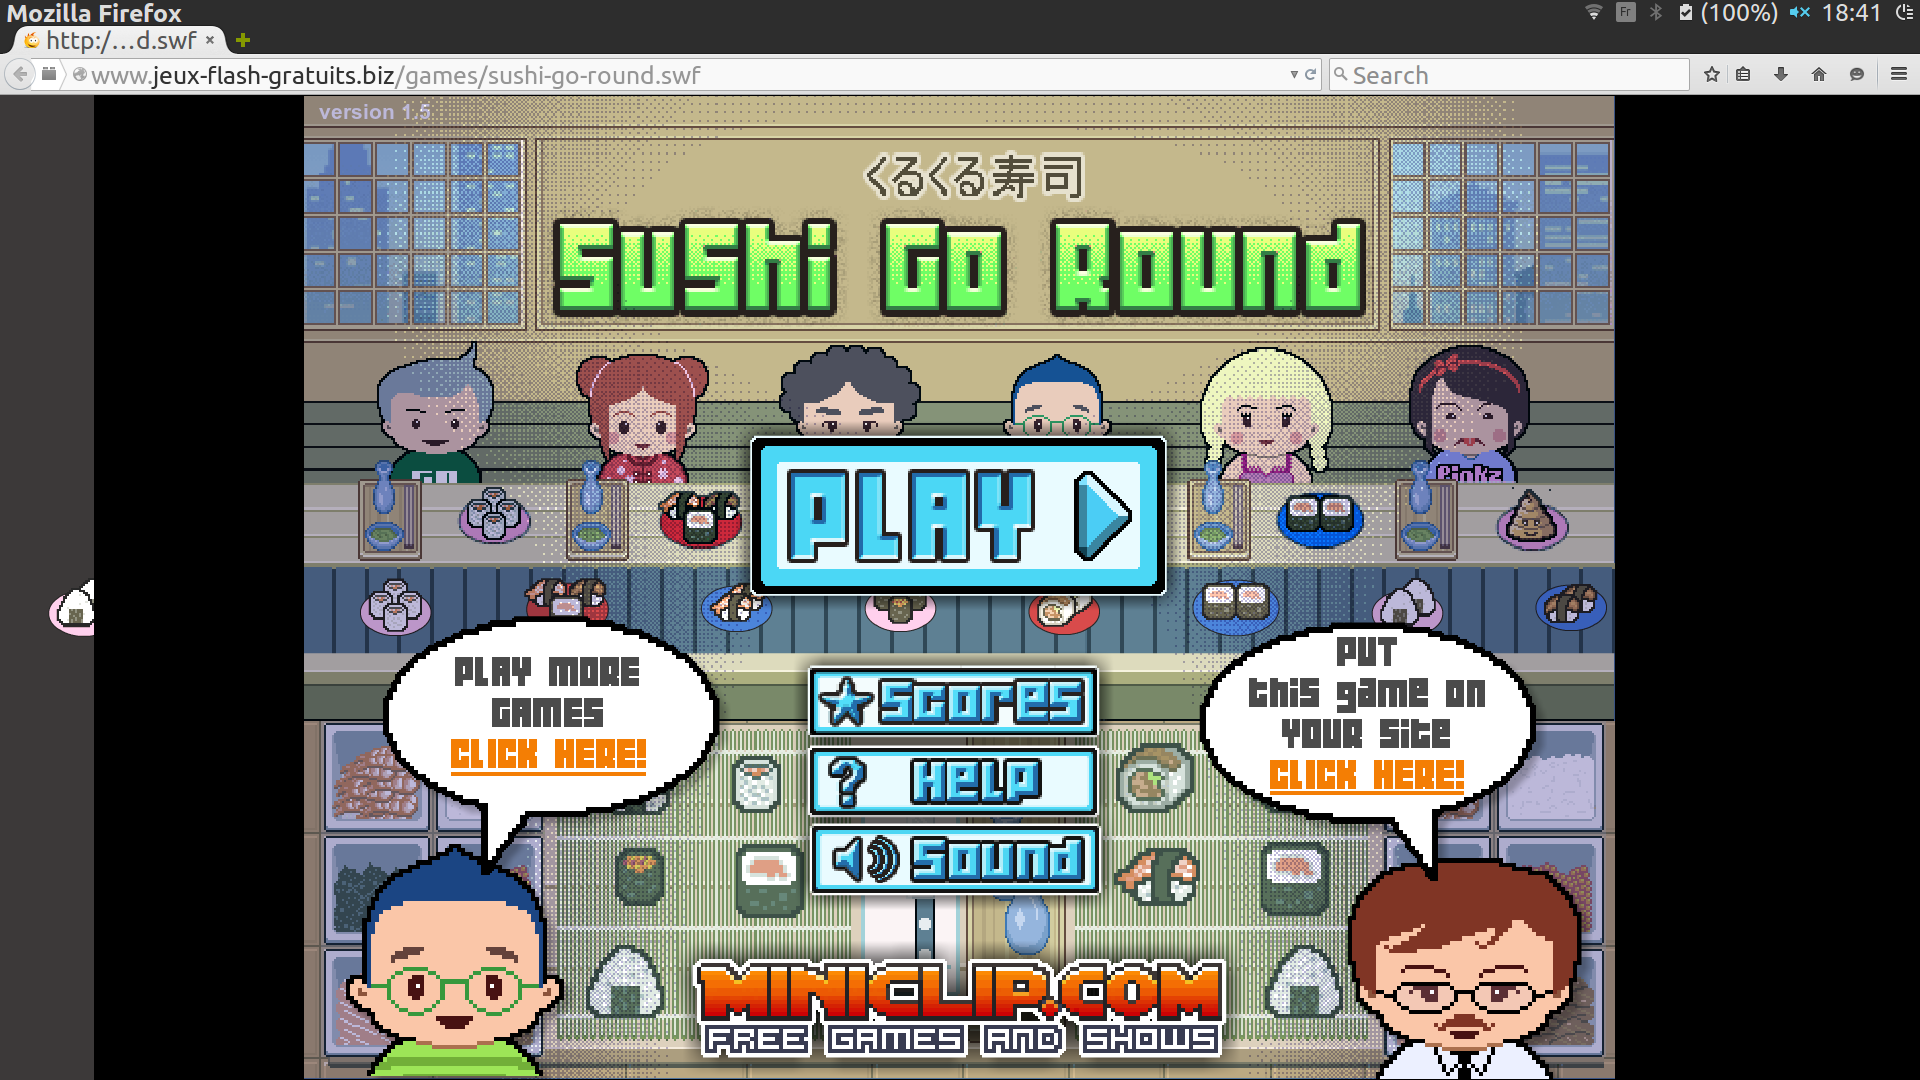 Mozilla Firefox
Fr (100%) 18:41
http:/…d.swf
www.jeux-flash-gratuits.biz/games/sushi-go-round.swf
Search
version 1.5
くるくる寿司
Sushi Go Round
PLAY
PLAY MORE
GAMES
CLICK HERE!
PUT
this game on
YOUR site
CLICK HERE!
Scores
Help
Sound
MINICLIP.COM
FREE GAMES AND SHOWS